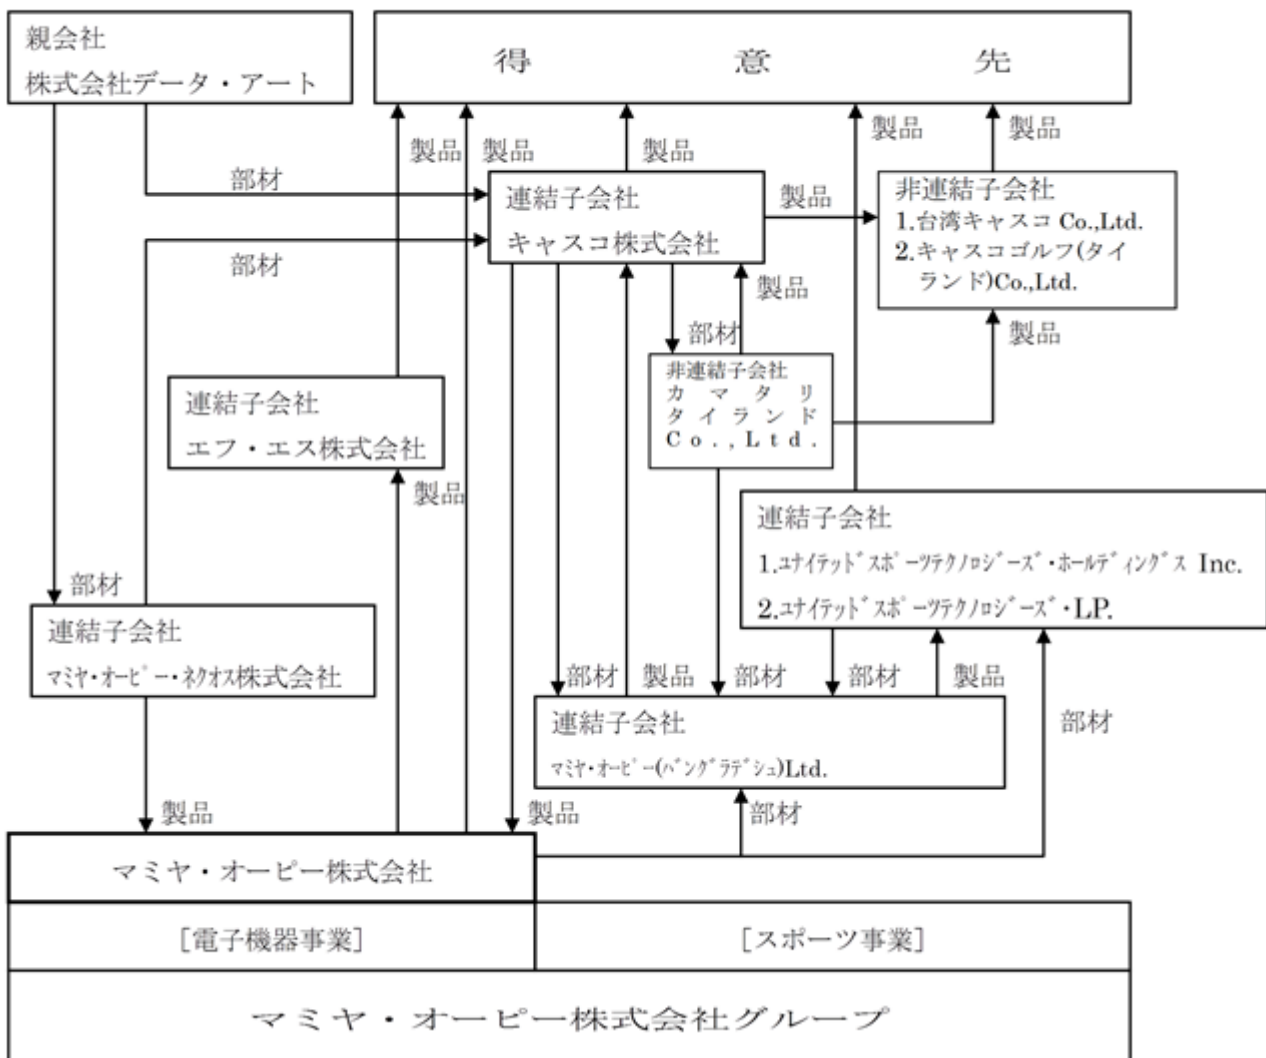 親会社
株式会社データ・アート
得意先
製品
製品
製品
製品
製品
部材
連結子会社
キャスコ株式会社
製品
非連結子会社
1.台湾キャスコ Co.,Ltd.
2.キャスコゴルフ(タイ
ランド)Co.,Ltd.
部材
製品
部材
製品
非連結子会社
カマタリ
タイランド
Co.,Ltd.
連結子会社
エフ・エス株式会社
製品
連結子会社
1.ﾕﾅｲﾃｯﾄﾞｽﾎﾟｰﾂﾃｸﾉﾛｼﾞｰｽﾞ・ﾎｰﾙﾃﾞｨﾝｸﾞｽ Inc.
2.ﾕﾅｲﾃｯﾄﾞｽﾎﾟｰﾂﾃｸﾉﾛｼﾞｰｽﾞ・LP.
部材
連結子会社
ﾏﾐﾔ・ｵｰﾋﾟｰ・ﾈｸｵｽ株式会社
部材
製品
部材
部材
製品
部材
連結子会社
ﾏﾐﾔ・ｵｰﾋﾟｰ(ﾊﾞﾝｸﾞﾗﾃﾞｼｭ)Ltd.
製品
製品
部材
マミヤ・オーピー株式会社
[電子機器事業]
[スポーツ事業]
マミヤ・オーピー株式会社グループ